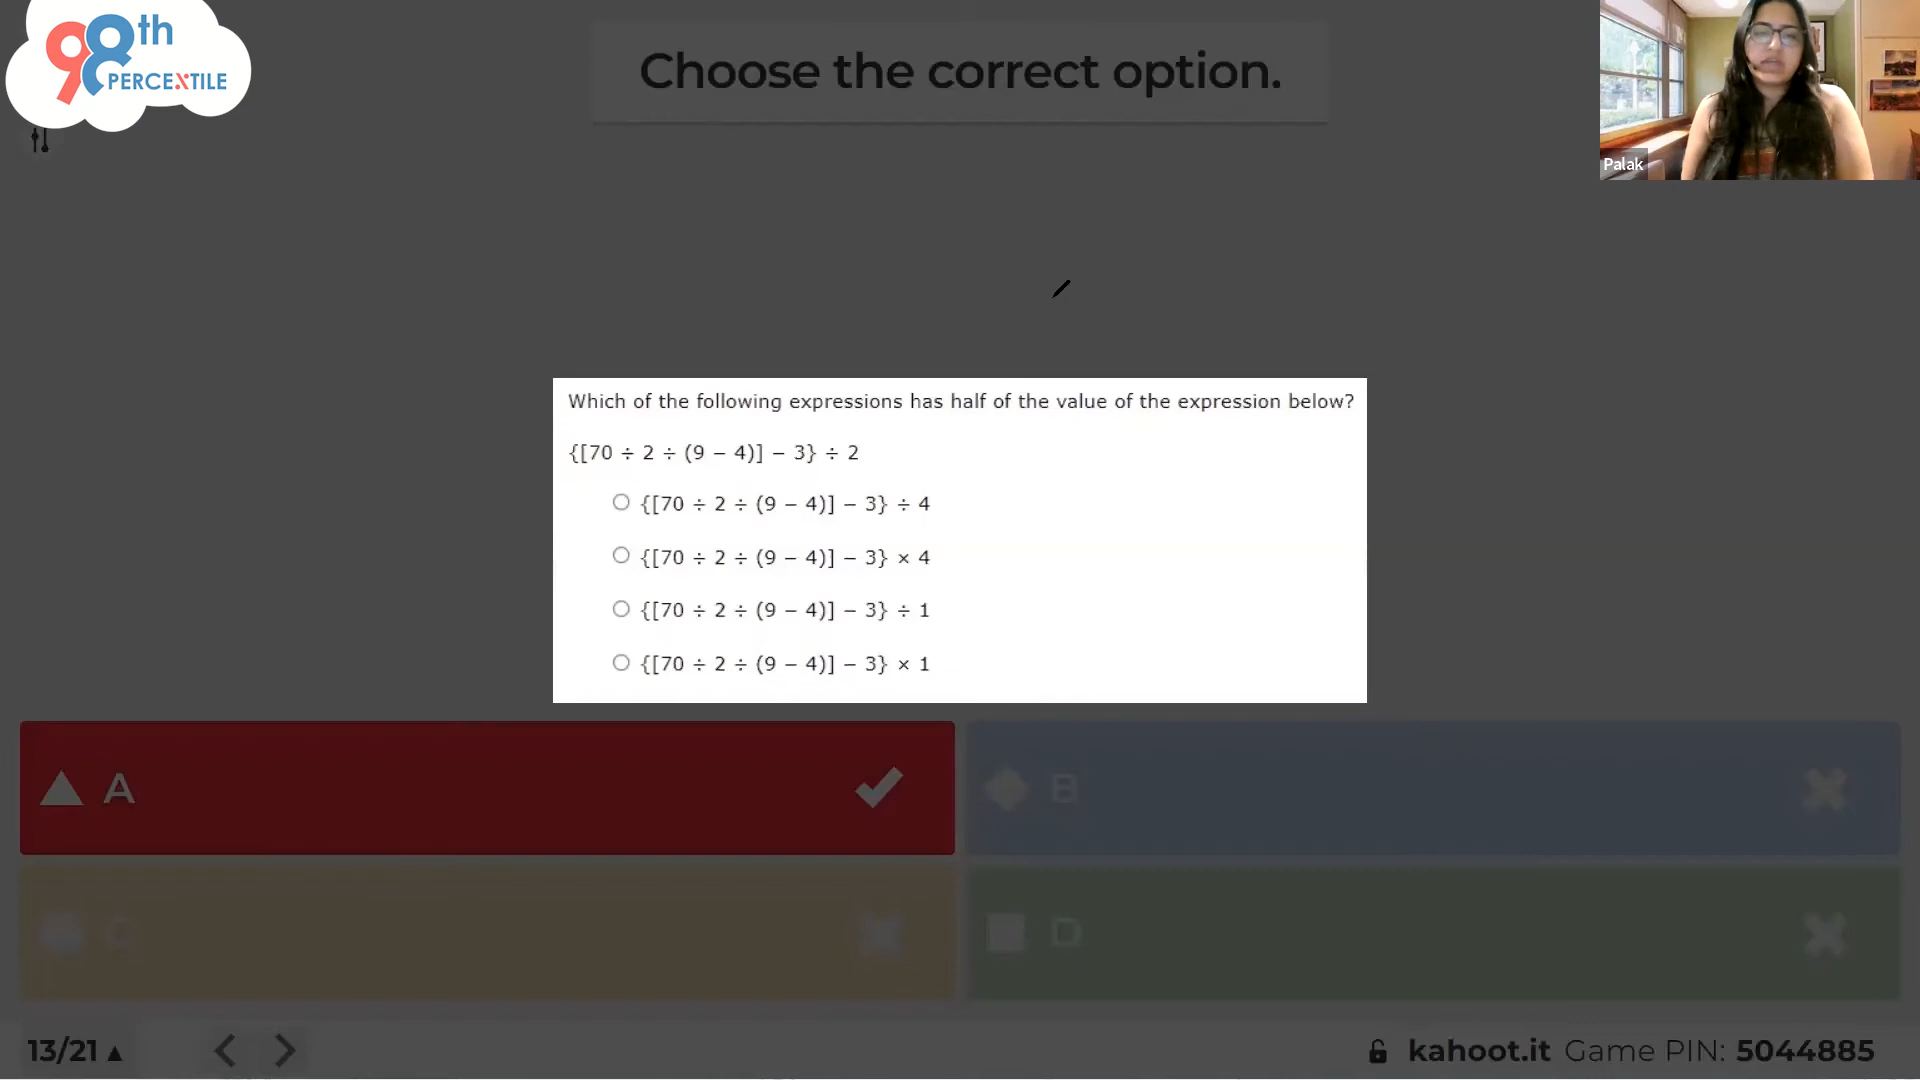 98th
PERCENTILE
Choose the correct option.
Palak
Which of the following expressions has half of the value of the expression below?
{[70 ÷ 2 ÷ (9 − 4)] − 3} ÷ 2
{[70 ÷ 2 ÷ (9 − 4)] − 3} ÷ 4
{[70 ÷ 2 ÷ (9 − 4)] − 3} × 4
{[70 ÷ 2 ÷ (9 − 4)] − 3} ÷ 1
{[70 ÷ 2 ÷ (9 − 4)] − 3} × 1
A
B
C
D
13/21
kahoot.it Game PIN: 5044885